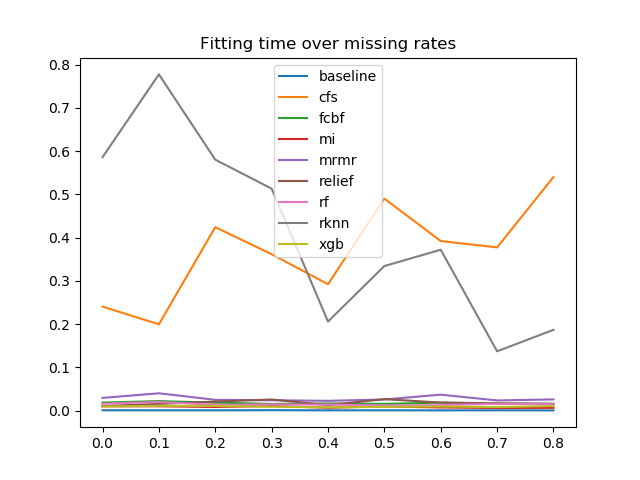 Fitting time over missing rates
0.8
0.7
0.6
0.5
0.4
0.3
0.2
0.1
0.0
baseline
cfs
fcbf
mi
mrmr
relief
rf
rknn
xgb
0.0 0.1 0.2 0.3 0.4 0.5 0.6 0.7 0.8